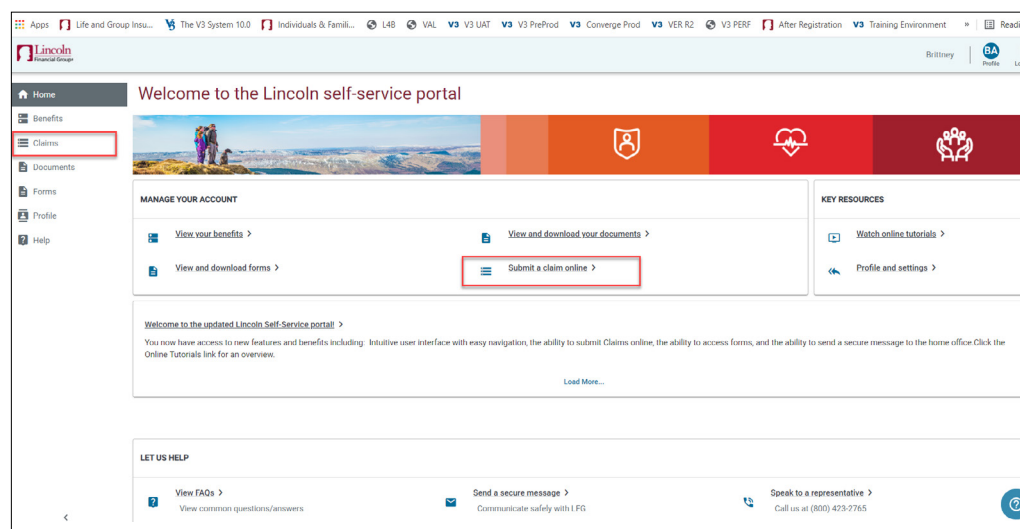 Apps Life and Group Insu... The V3 System 10.0 Individuals & Famili... L4B VAL V3 V3 UAT V3 V3 PreProd V3 Converge Prod V3 VER R2 V3 PERF After Registration V3 Training Environment » Readi
Lincoln
Financial Group®
Brittney
BA
Profile
Lo
Home
Welcome to the Lincoln self-service portal
Benefits
Claims
Documents
Forms
Profile
Help
MANAGE YOUR ACCOUNT
View your benefits >
View and download your documents >
View and download forms >
Submit a claim online >
KEY RESOURCES
Watch online tutorials >
Profile and settings >
Welcome to the updated Lincoln Self-Service portal! >
You now have access to new features and benefits including: Intuitive user interface with easy navigation, the ability to submit Claims online, the ability to access forms, and the ability to send a secure message to the home office.Click the
Online Tutorials link for an overview.
Load More...
LET US HELP
View FAQs >
View common questions/answers
Send a secure message >
Communicate safely with LFG
Speak to a representative >
Call us at (800) 423-2765